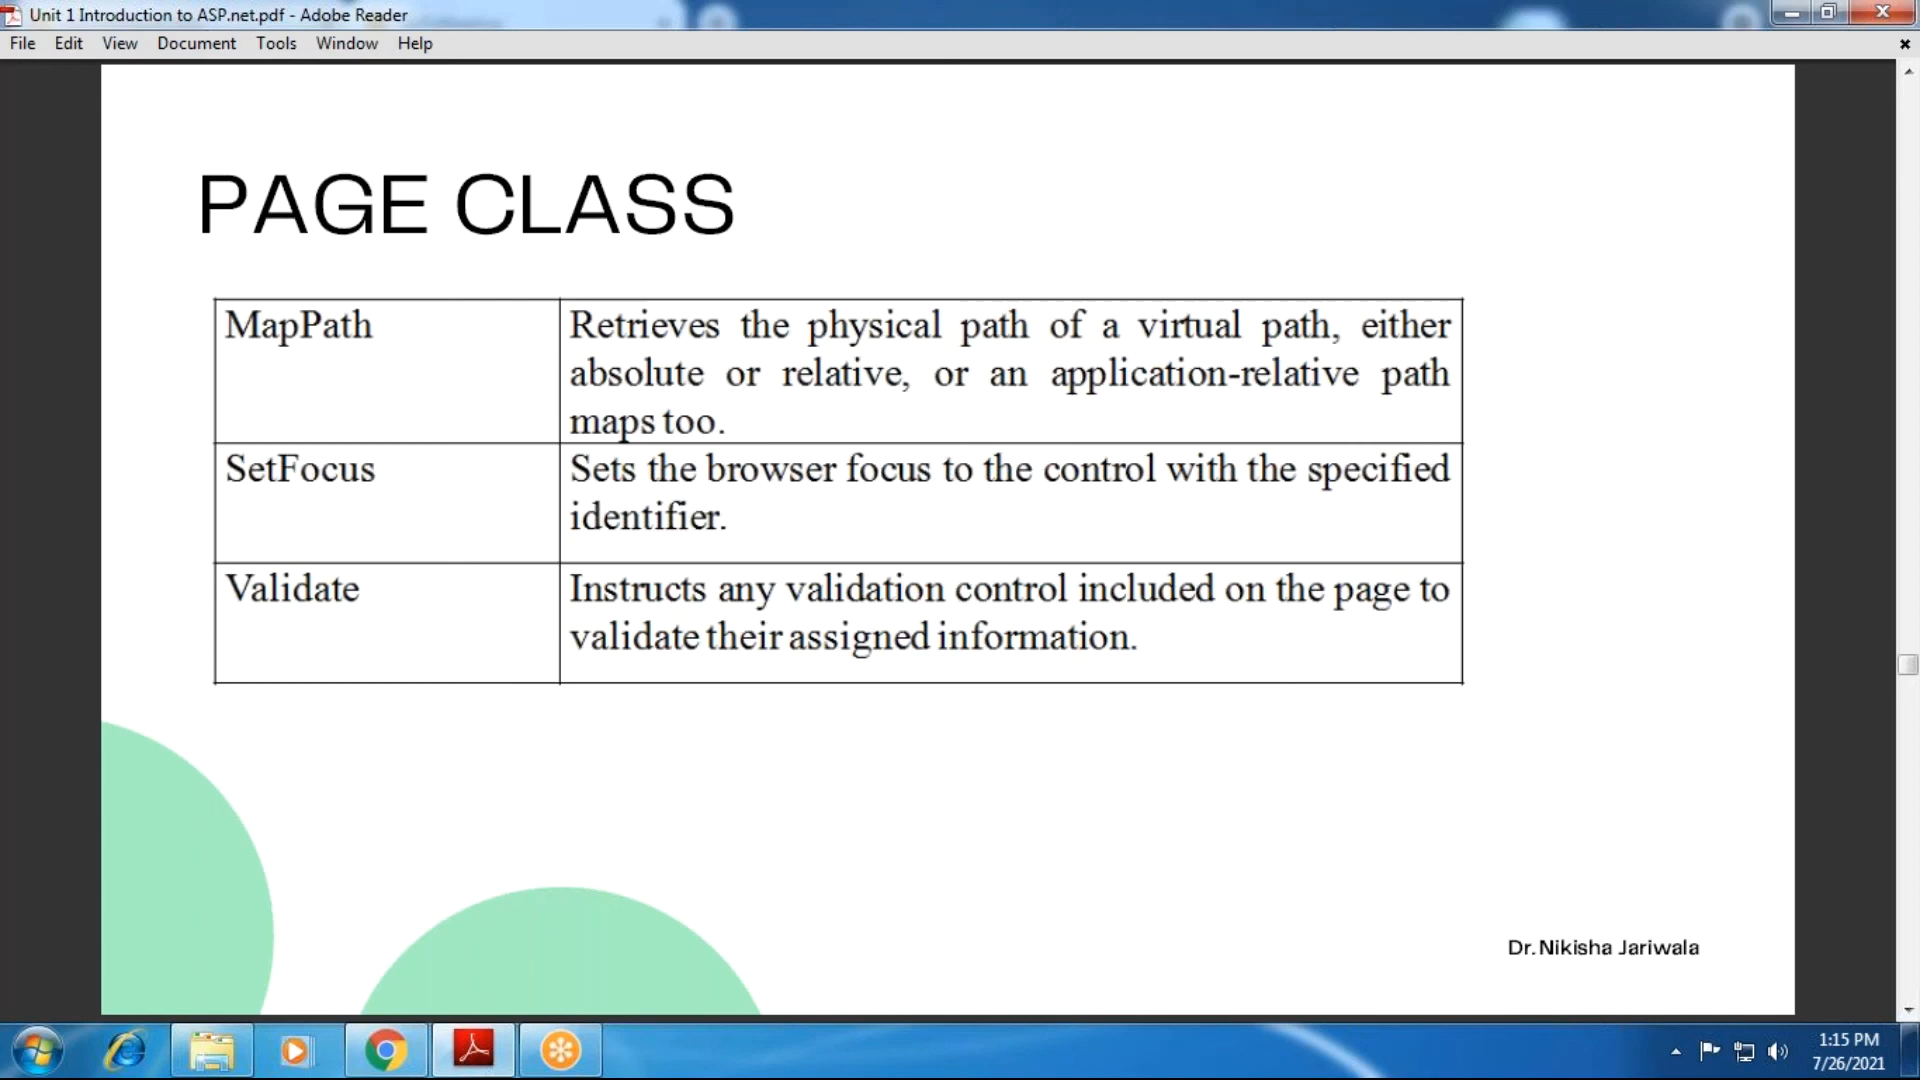 Unit 1 Introduction to ASP.net.pdf - Adobe Reader
File Edit View Document Tools Window Help
PAGE CLASS
MapPath
Retrieves the physical path of a virtual path, either
absolute or relative, or an application-relative path
maps too.
SetFocus
Sets the browser focus to the control with the specified
identifier.
Validate
Instructs any validation control included on the page to
validate their assigned information.
Dr. Nikisha Jariwala
1:15 PM
7/26/2021